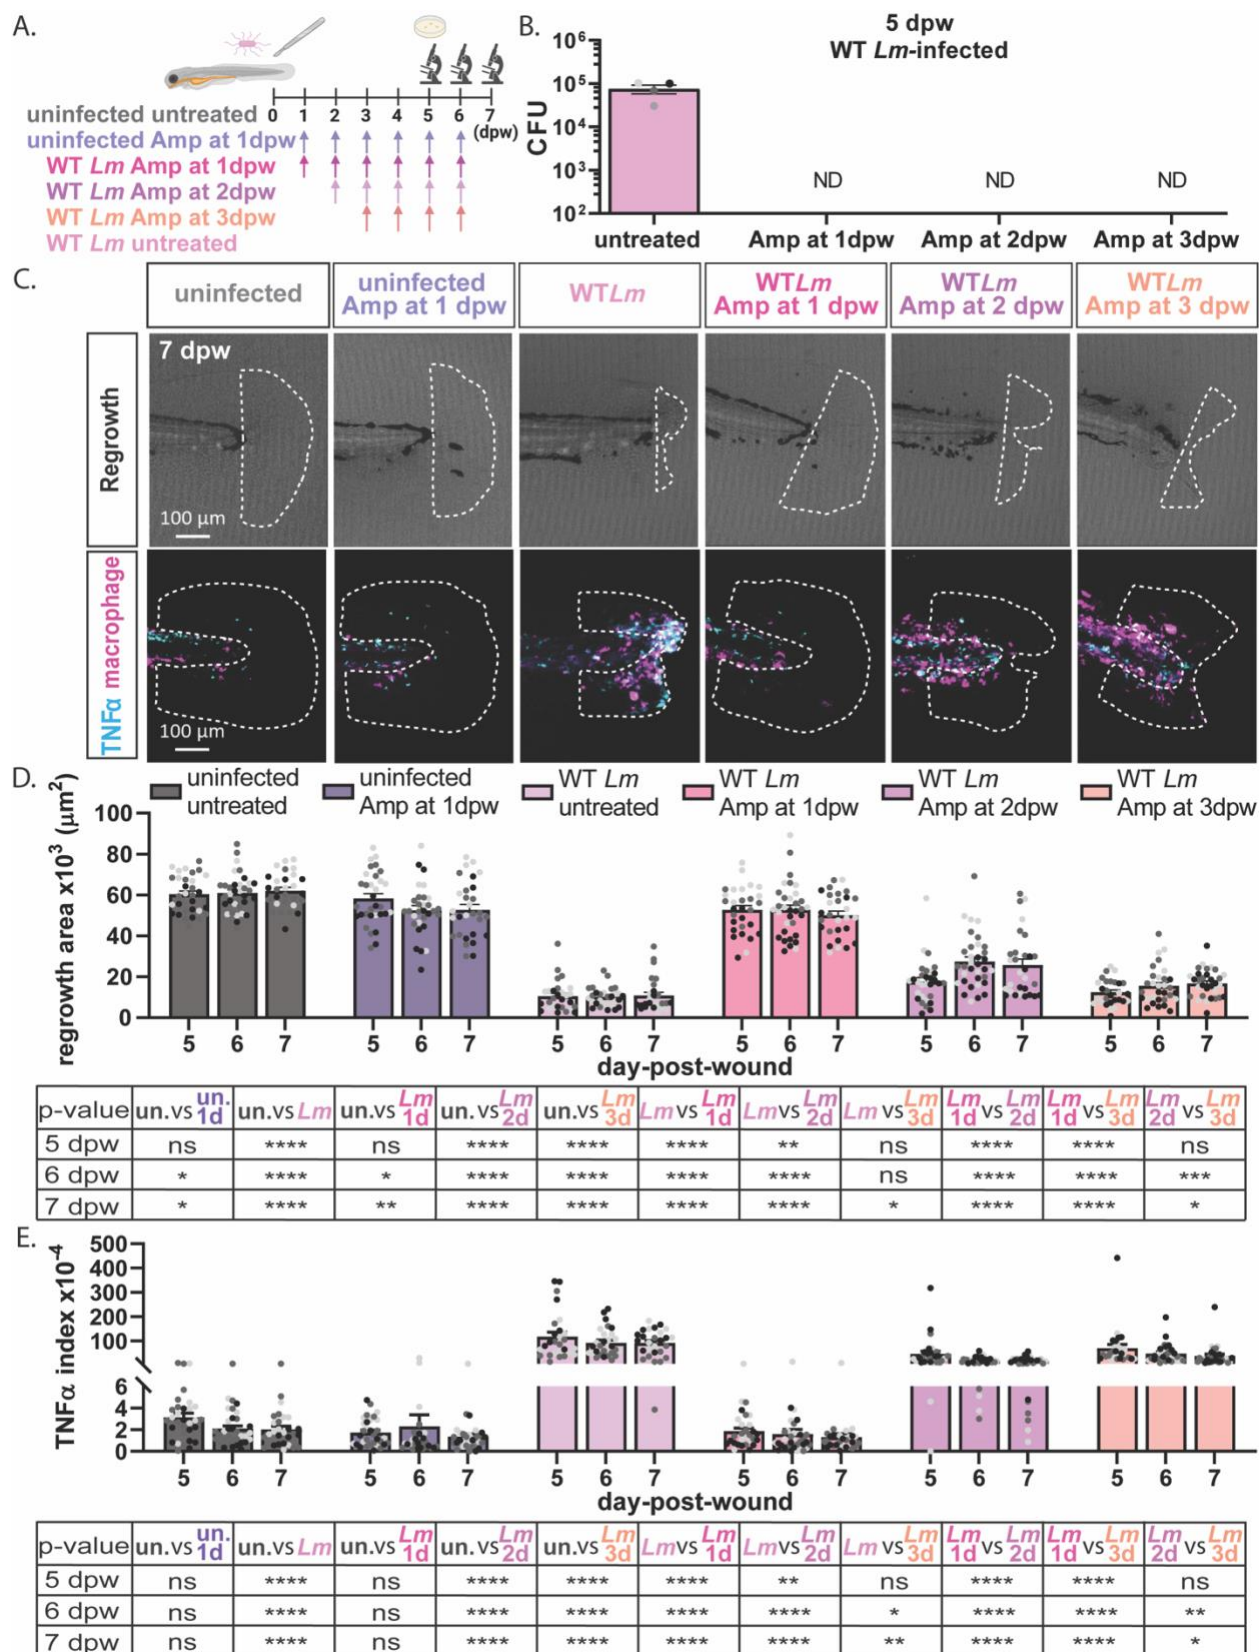 A.
0 1 2 3 4 5 6 7
(dpw)
uninfected untreated
uninfected Amp at 1dpw
WT Lm Amp at 1dpw
WT Lm Amp at 2dpw
WT Lm Amp at 3dpw
WT Lm untreated
B.
5 dpw
WT Lm-infected
CFU
10⁶
10⁵
10⁴
10³
10²
ND ND ND
untreated Amp at 1dpw Amp at 2dpw Amp at 3dpw
C.
uninfected
uninfected
Amp at 1 dpw
WTLm
WTLm
Amp at 1 dpw
WTLm
Amp at 2 dpw
WTLm
Amp at 3 dpw
Regrowth
7 dpw
100 µm
TNFα macrophage
100 µm
D.
uninfected
untreated
uninfected
Amp at 1dpw
WT Lm
untreated
WT Lm
Amp at 1dpw
WT Lm
Amp at 2dpw
WT Lm
Amp at 3dpw
regrowth area x10³ (µm²)
100
80
60
40
20
0
5 6 7 5 6 7 5 6 7 5 6 7 5 6 7 5 6 7
day-post-wound
p-value un.vs un. 1d un.vs Lm un.vs Lm 1d un.vs Lm 2d un.vs Lm 3d Lm vs Lm 1d Lm vs Lm 2d Lm vs Lm 3d Lm 1d vs Lm 2d Lm 1d vs Lm 3d Lm 2d vs Lm 3d
5 dpw ns **** ns **** **** **** ** ns **** **** ns
6 dpw * **** * **** **** **** **** ns **** **** ***
7 dpw * **** ** **** **** **** **** * **** **** *
E.
TNFα index x10⁻⁴
500
400
300
200
100
6
4
2
0
5 6 7 5 6 7 5 6 7 5 6 7 5 6 7 5 6 7
day-post-wound
p-value un.vs un. 1d un.vs Lm un.vs Lm 1d un.vs Lm 2d un.vs Lm 3d Lm vs Lm 1d Lm vs Lm 2d Lm vs Lm 3d Lm 1d vs Lm 2d Lm 1d vs Lm 3d Lm 2d vs Lm 3d
5 dpw ns **** ns **** **** **** ** ns **** **** ns
6 dpw ns **** ns **** **** **** **** * **** **** **
7 dpw ns **** ns **** **** **** **** ** **** **** *